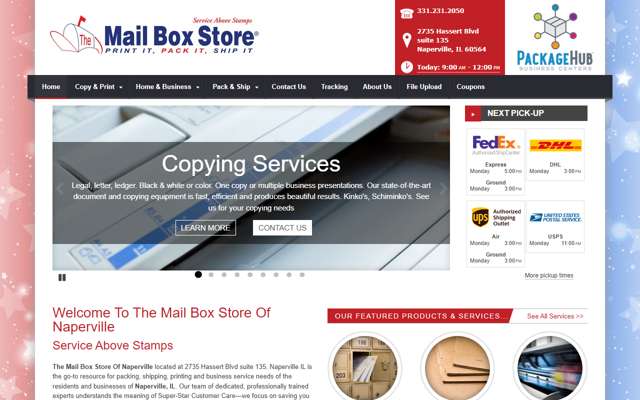 Service Above Stamps
The Mail Box Store®
PRINT IT, PACK IT, SHIP IT
331.231.2050
2735 Hassert Blvd
suite 135
Naperville, IL 60564
Today: 9:00 AM - 12:00 PM
PACKAGEHUB
BUSINESS CENTERS
Home Copy & Print Home & Business Pack & Ship Contact Us Tracking About Us File Upload Coupons
Copying Services
Legal, letter, ledger. Black & white or color. One copy or multiple business presentations. Our state-of-the-art
document and copying equipment is fast, efficient and produces beautiful results. Kinko's, Schminko's. See
us for your copying needs
LEARN MORE CONTACT US
NEXT PICK-UP
FedEx
Authorized ShipCenter
Express
Monday 5:00 PM
Ground
Monday 3:00 PM
DHL
DHL
Monday 3:00 PM
ups
Authorized
Shipping
Outlet
Air
Monday 3:00 PM
Ground
Monday 3:00 PM
UNITED STATES
POSTAL SERVICE
USPS
Monday 11:00 AM
More pickup times
Welcome To The Mail Box Store Of
Naperville
Service Above Stamps
The Mail Box Store Of Naperville located at 2735 Hassert Blvd suite 135. Naperville IL is
the go-to resource for packing, shipping, printing and business service needs of the
residents and businesses of Naperville, IL. Our team of dedicated, professionally trained
experts understands the meaning of Super-Star Customer Care—we focus on saving you
OUR FEATURED PRODUCTS & SERVICES...
See All Services >>